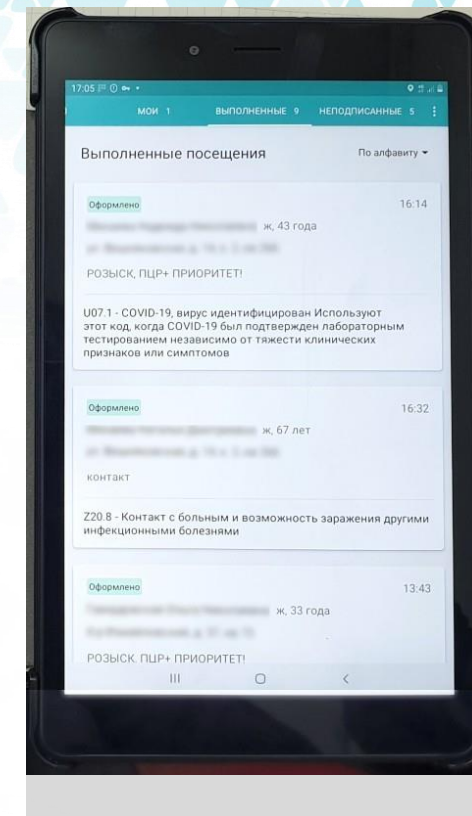 17:05
МОИ 1 ВЫПОЛНЕННЫЕ 9 НЕПОДПИСАННЫЕ 5
Выполненные посещения По алфавиту
Оформлено 16:14
ж, 43 года
РОЗЫСК, ПЦР+ ПРИОРИТЕТ!
U07.1 - COVID-19, вирус идентифицирован Используют
этот код, когда COVID-19 был подтвержден лабораторным
тестированием независимо от тяжести клинических
признаков или симптомов
Оформлено 16:32
ж, 67 лет
контакт
Z20.8 - Контакт с больным и возможность заражения другими
инфекционными болезнями
Оформлено 13:43
ж, 33 года
РОЗЫСК, ПЦР+ ПРИОРИТЕТ!